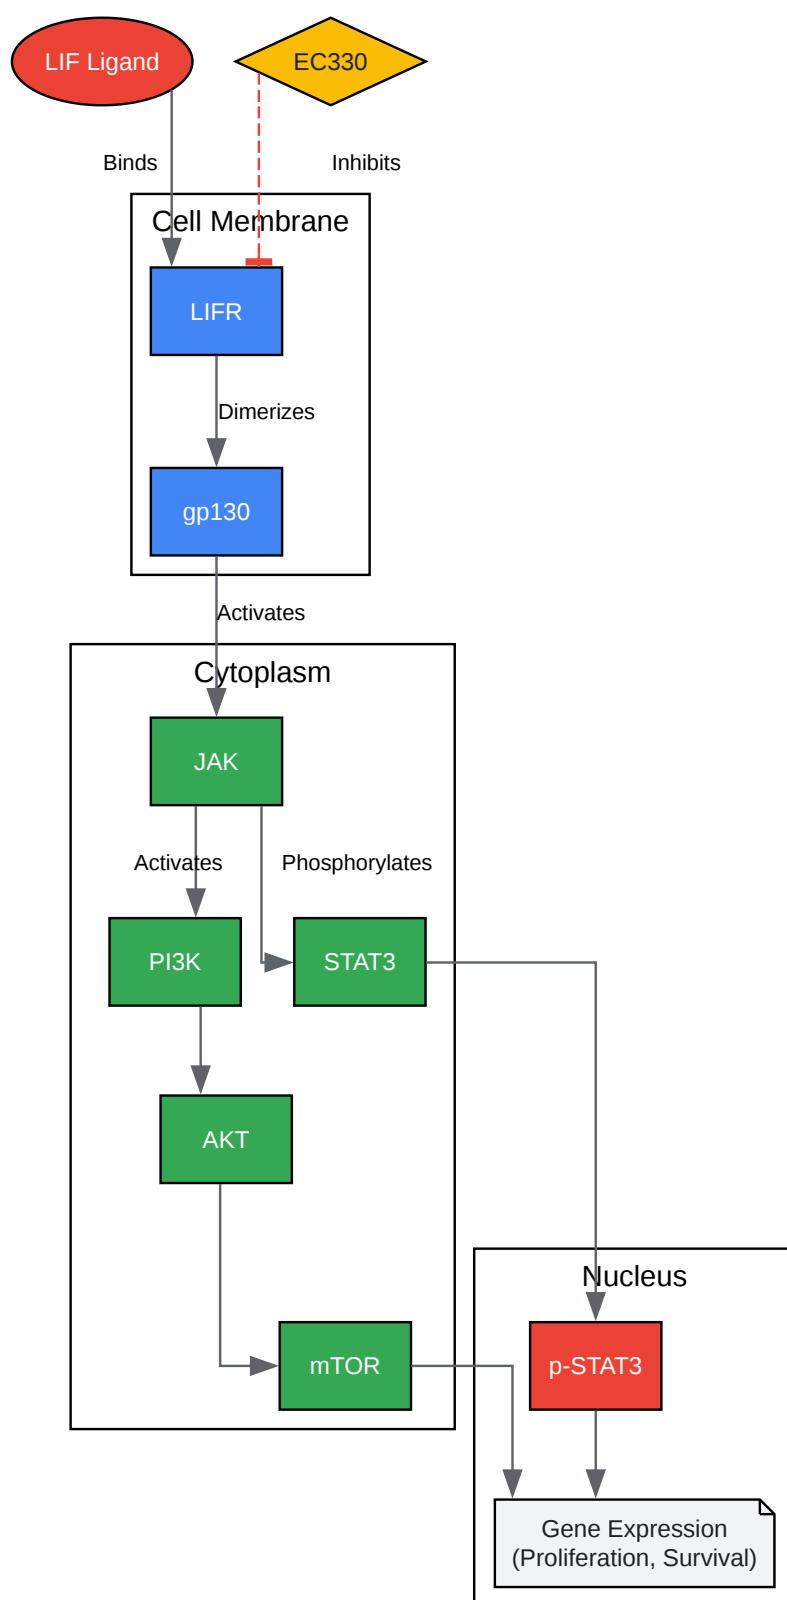 LIF Ligand
EC330
Binds
Inhibits
Cell Membrane
LIFR
Dimerizes
gp130
Activates
Cytoplasm
JAK
Activates
Phosphorylates
PI3K
STAT3
AKT
Nucleus
mTOR
p-STAT3
Gene Expression
(Proliferation, Survival)